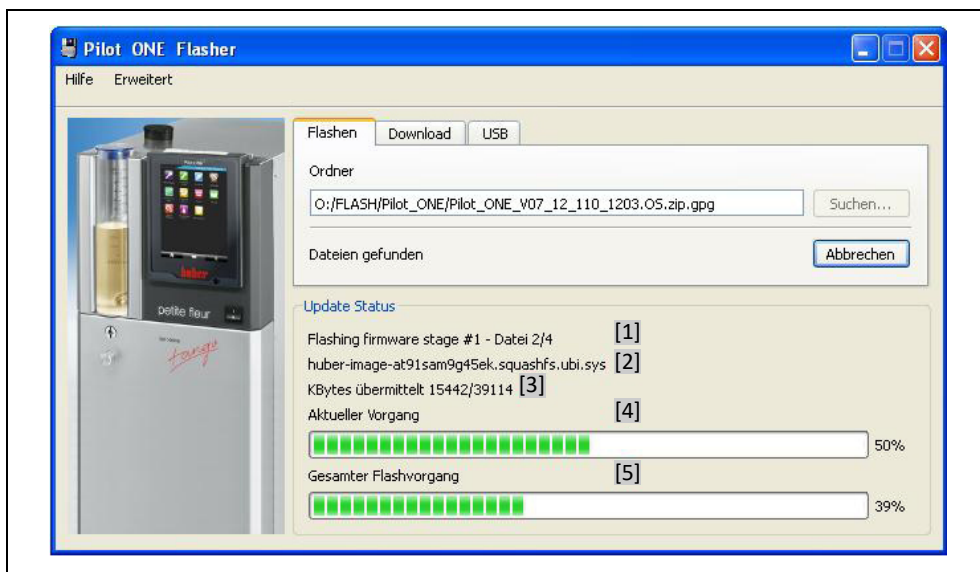 Pilot ONE Flasher
Hilfe Erweitert
Flashen Download USB
Ordner
O:/FLASH/Pilot_ONE/Pilot_ONE_V07_12_110_1203.OS.zip.gpg Suchen...
Dateien gefunden Abbrechen
huber
petite fleur
tango
Update Status
Flashing firmware stage #1 - Datei 2/4 [1]
huber-image-at91sam9g45ek.squashfs.ubi.sys [2]
KBytes übermittelt 15442/39114 [3]
Aktueller Vorgang [4]
50%
Gesamter Flashvorgang [5]
39%